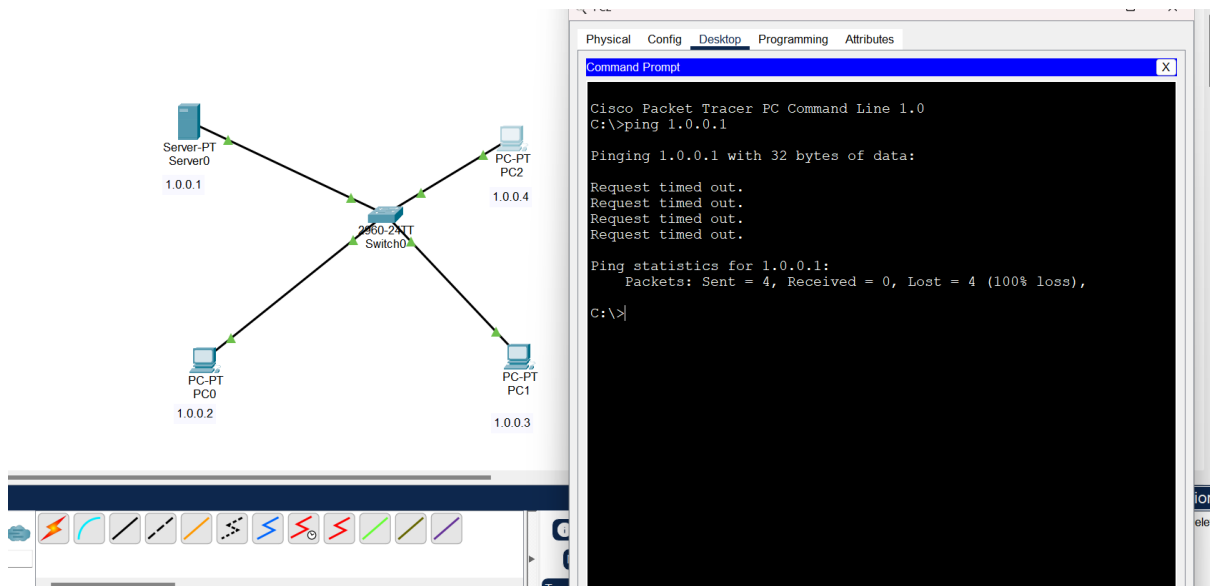 Server-PT
Server0
1.0.0.1
PC-PT
PC2
1.0.0.4
2960-24TT
Switch0
PC-PT
PC0
1.0.0.2
PC-PT
PC1
1.0.0.3
Physical Config Desktop Programming Attributes
Command Prompt
X
Cisco Packet Tracer PC Command Line 1.0
C:\>ping 1.0.0.1
Pinging 1.0.0.1 with 32 bytes of data:
Request timed out.
Request timed out.
Request timed out.
Request timed out.
Ping statistics for 1.0.0.1:
Packets: Sent = 4, Received = 0, Lost = 4 (100% loss),
C:\>